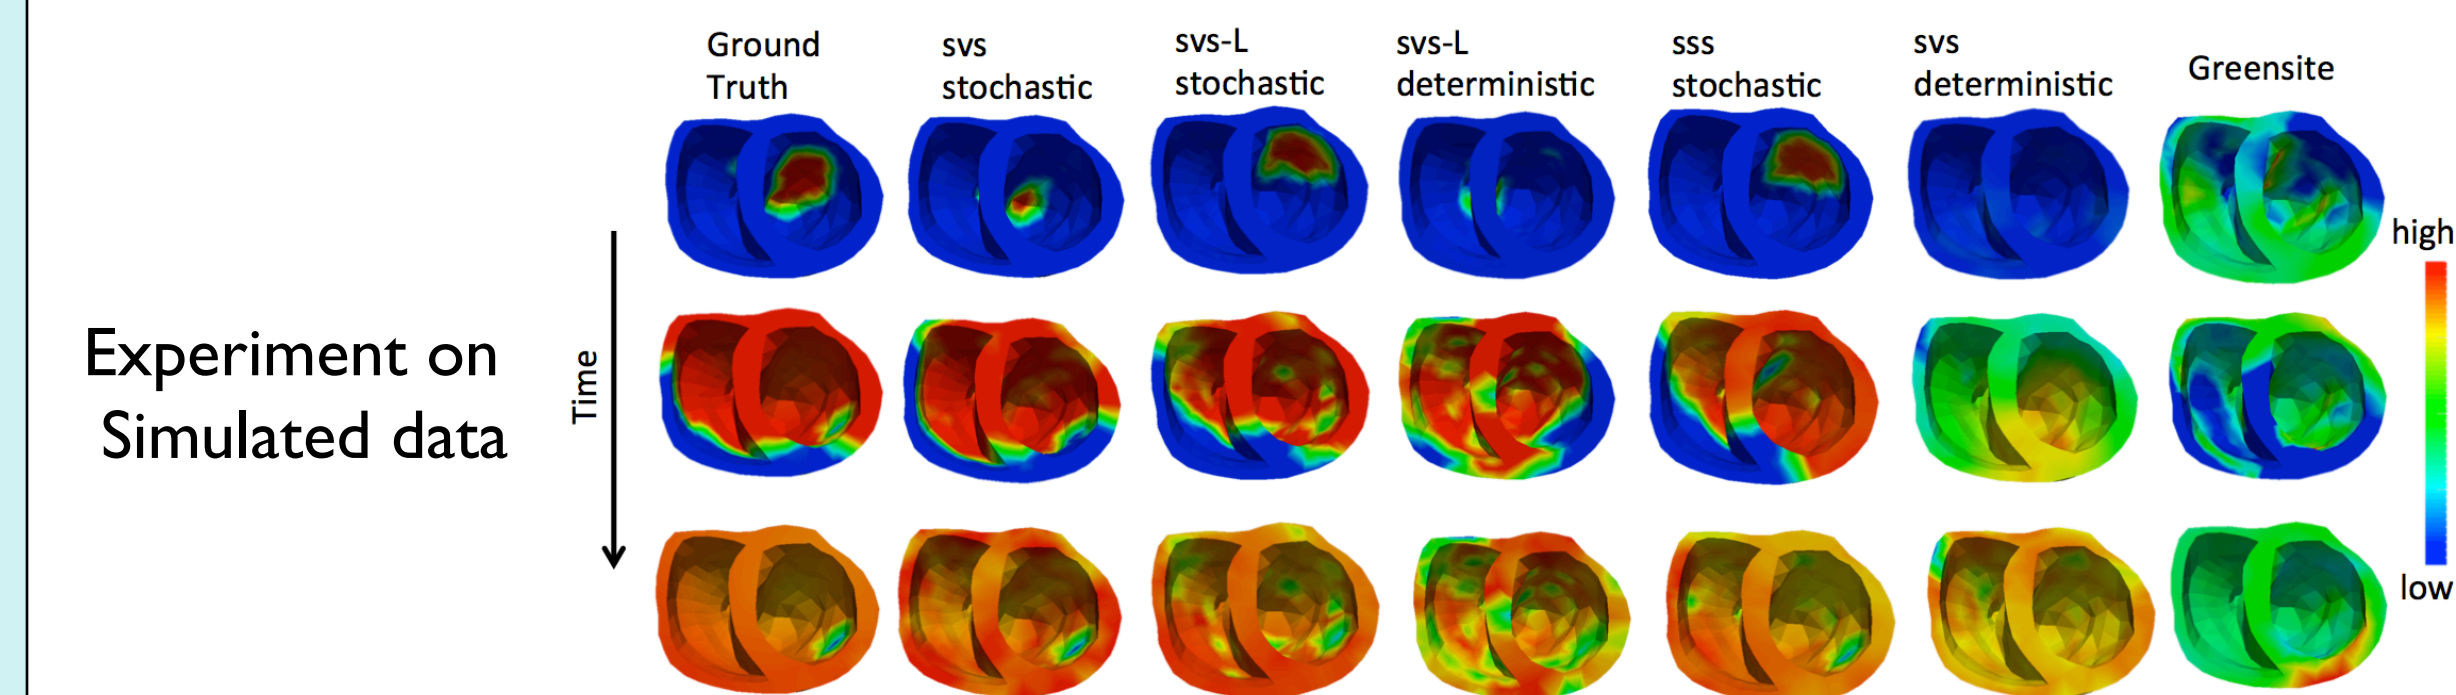 Ground
Truth
svs
stochastic
svs-L
stochastic
svs-L
deterministic
sss
stochastic
svs
deterministic
Greensite
high
low
Time
Experiment on
Simulated data